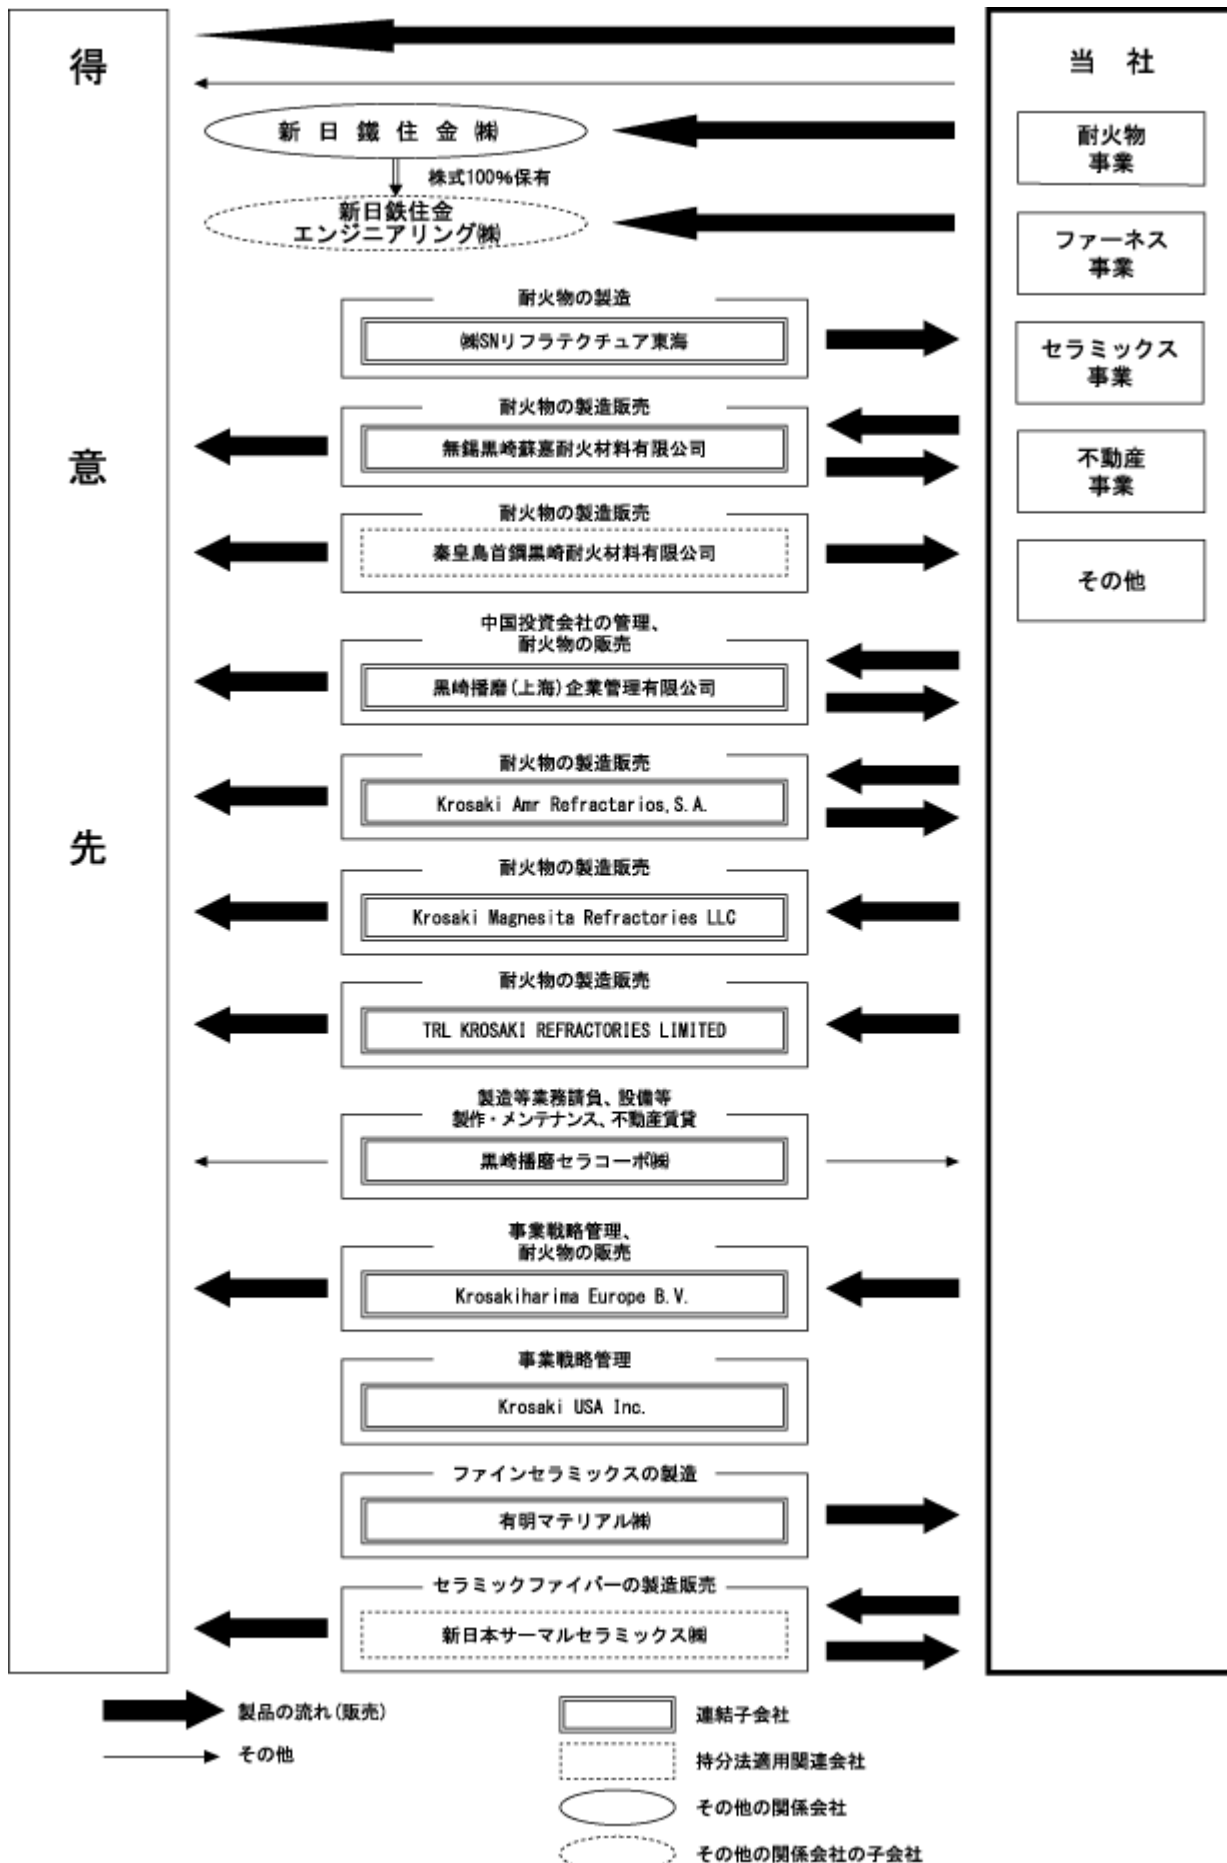 得
意
先
当 社
耐火物
事業
ファーネス
事業
セラミックス
事業
不動産
事業
その他
新 日 鐵 住 金 ㈱
株式100%保有
新日鉄住金
エンジニアリング㈱
耐火物の製造
㈱SNリフラテクチュア東海
耐火物の製造販売
無錫黒崎蘇嘉耐火材料有限公司
耐火物の製造販売
秦皇島首鋼黒崎耐火材料有限公司
中国投資会社の管理、
耐火物の販売
黒崎播磨(上海)企業管理有限公司
耐火物の製造販売
Krosaki Amr Refractarios,S.A.
耐火物の製造販売
Krosaki Magnesita Refractories LLC
耐火物の製造販売
TRL KROSAKI REFRACTORIES LIMITED
製造等業務請負、設備等
製作・メンテナンス、不動産賃貸
黒崎播磨セラコーポ㈱
事業戦略管理、
耐火物の販売
Krosakiharima Europe B.V.
事業戦略管理
Krosaki USA Inc.
ファインセラミックスの製造
有明マテリアル㈱
セラミックファイバーの製造販売
新日本サーマルセラミックス㈱
製品の流れ(販売)
その他
連結子会社
持分法適用関連会社
その他の関係会社
その他の関係会社の子会社